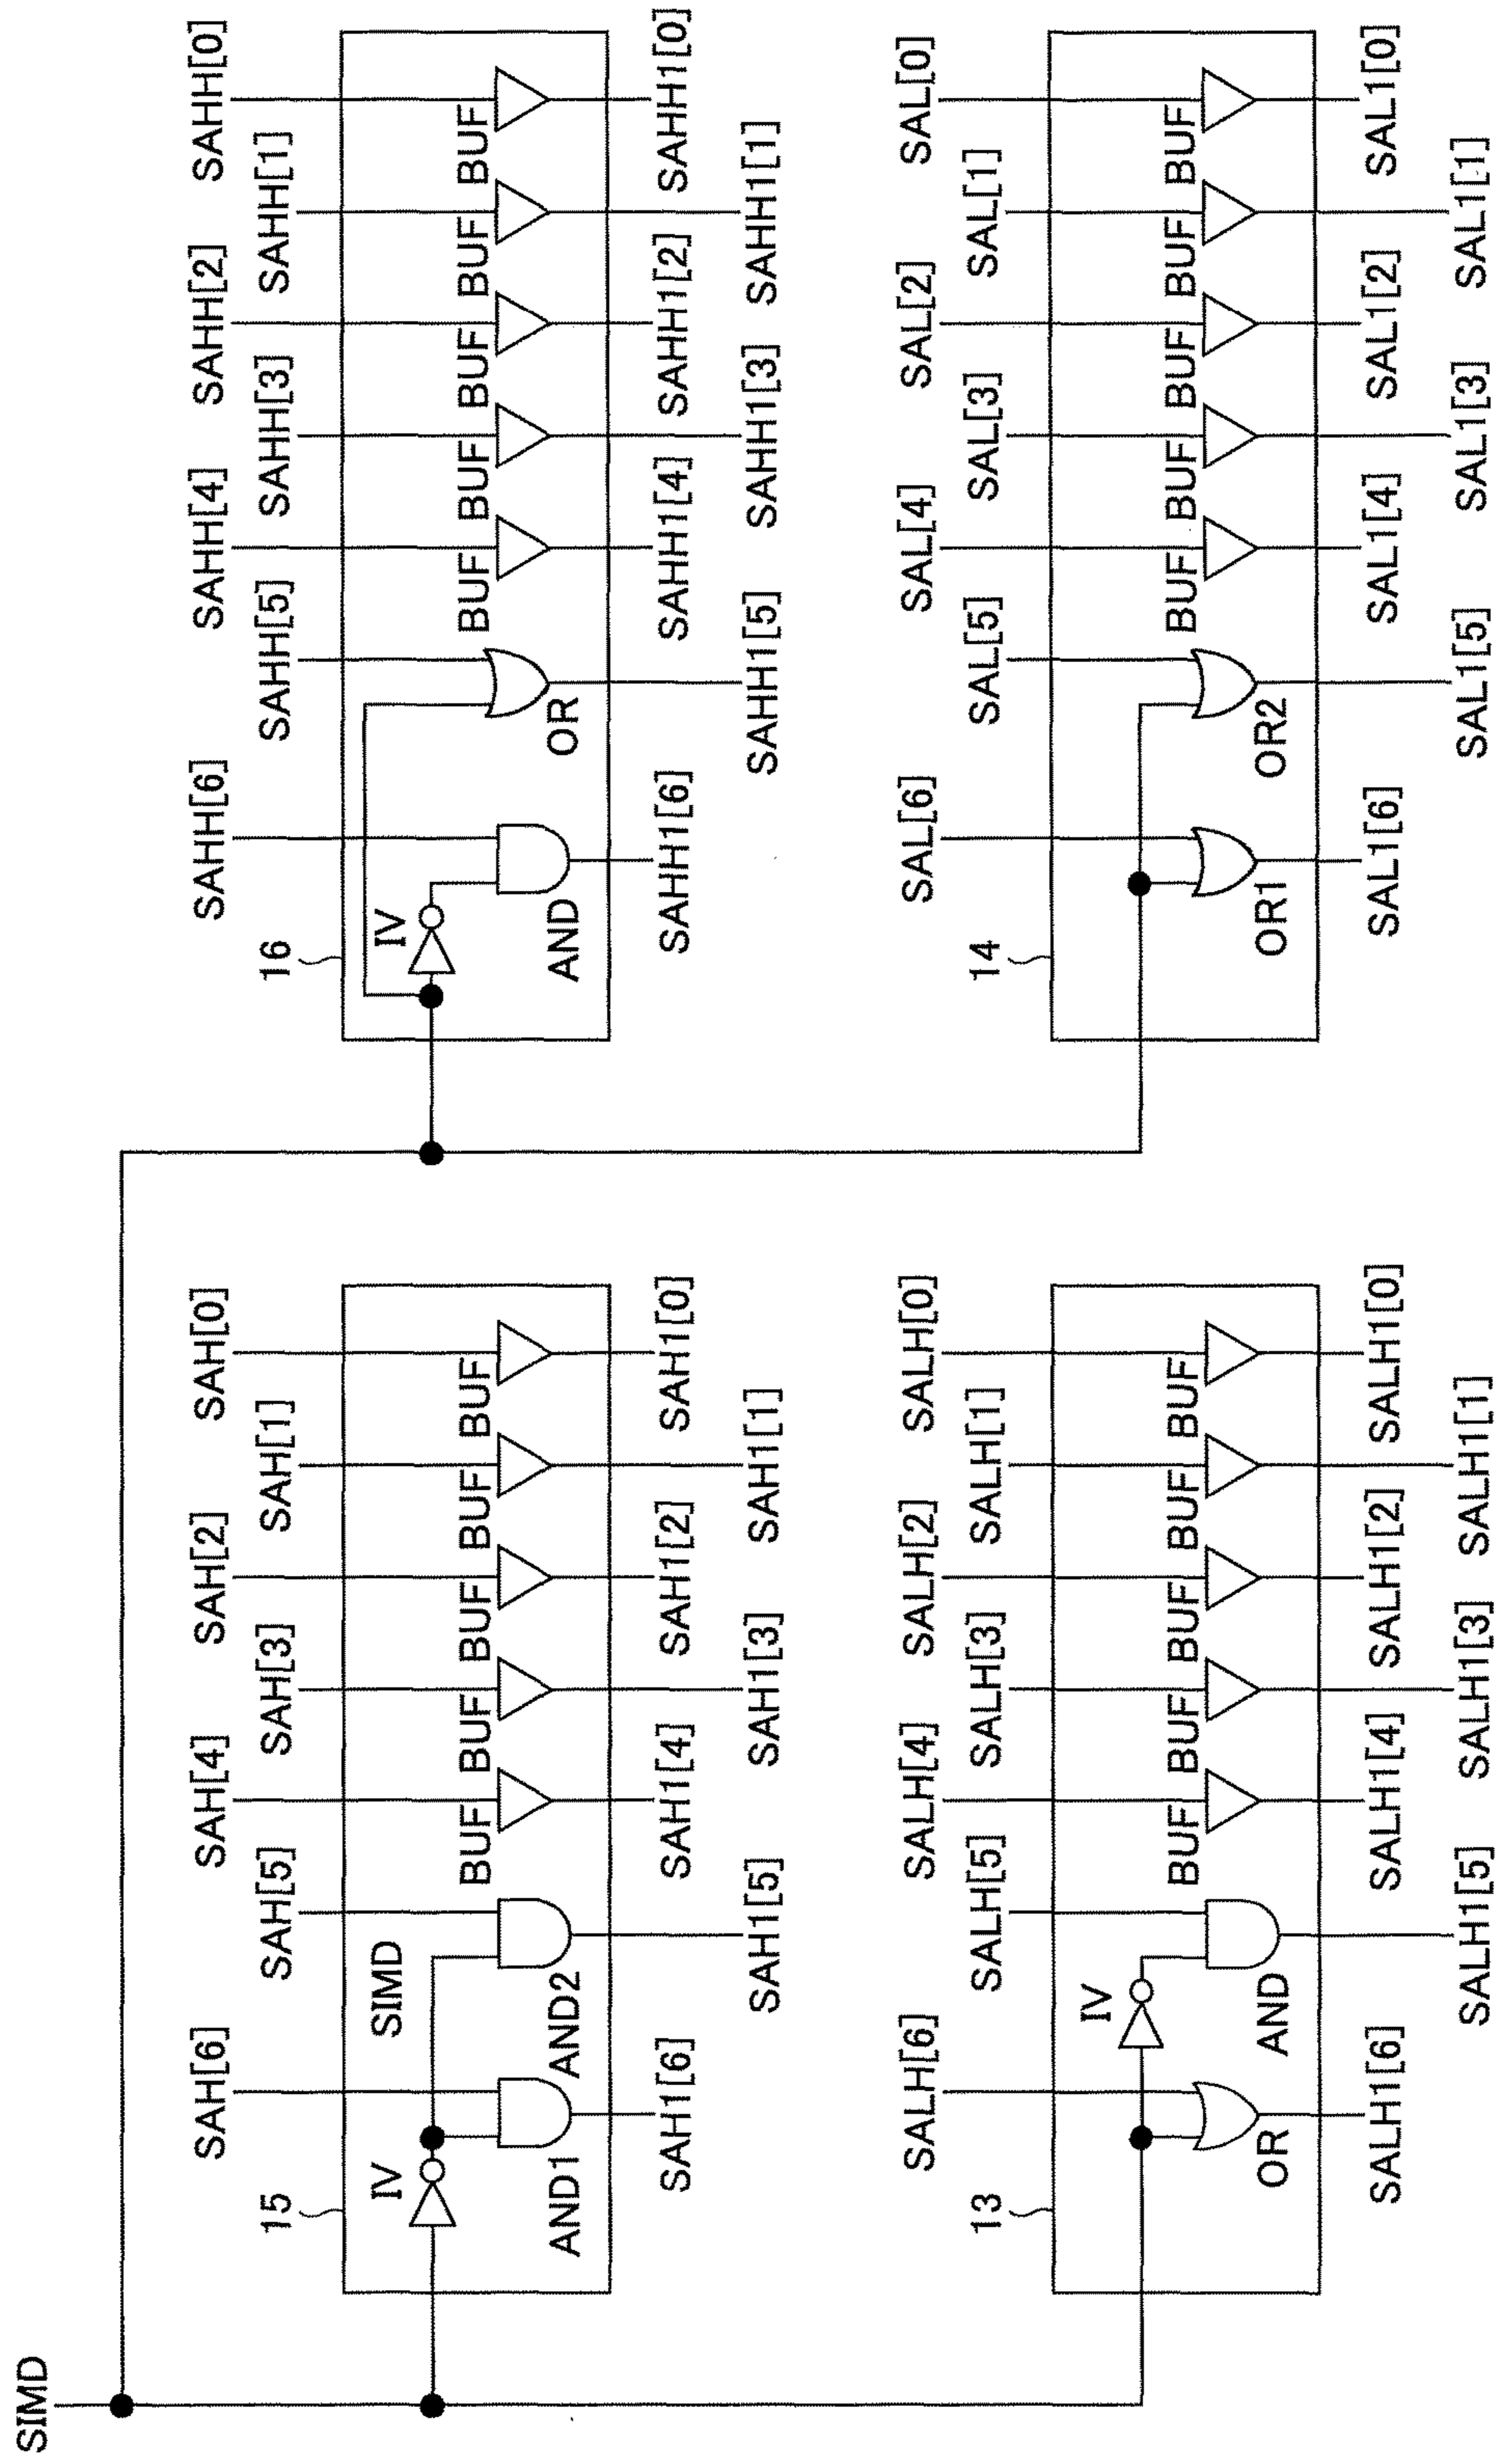 SIMD
SAH[6]
SAH[5]
SAH[4]
SAH[3]
SAH[2]
SAH[1]
SAH[0]
15
IV
SIMD
AND1
AND2
BUF
BUF
BUF
BUF
BUF
SAH1[6]
SAH1[5]
SAH1[4]
SAH1[3]
SAH1[2]
SAH1[1]
SAH1[0]
SAHH[6]
SAHH[5]
SAHH[4]
SAHH[3]
SAHH[2]
SAHH[1]
SAHH[0]
16
IV
AND
OR
BUF
BUF
BUF
BUF
BUF
SAHH1[6]
SAHH1[5]
SAHH1[4]
SAHH1[3]
SAHH1[2]
SAHH1[1]
SAHH1[0]
SALH[6]
SALH[5]
SALH[4]
SALH[3]
SALH[2]
SALH[1]
SALH[0]
13
IV
OR
AND
BUF
BUF
BUF
BUF
BUF
SALH1[6]
SALH1[5]
SALH1[4]
SALH1[3]
SALH1[2]
SALH1[1]
SALH1[0]
SAL[6]
SAL[5]
SAL[4]
SAL[3]
SAL[2]
SAL[1]
SAL[0]
14
OR1
OR2
BUF
BUF
BUF
BUF
BUF
SAL1[6]
SAL1[5]
SAL1[4]
SAL1[3]
SAL1[2]
SAL1[1]
SAL1[0]